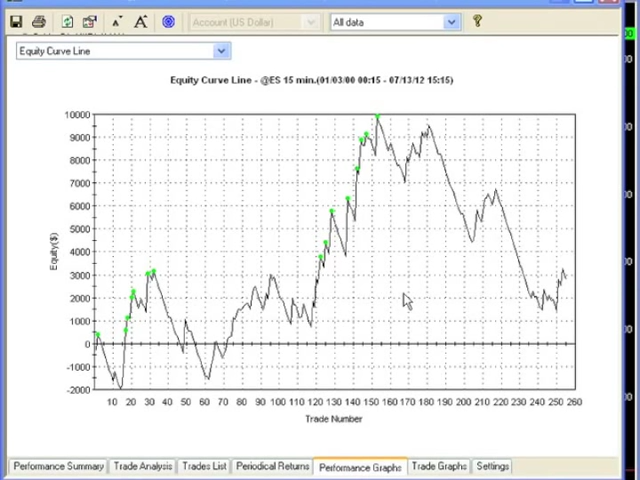 A A Account (US Dollar) All data ?
Equity Curve Line
Equity Curve Line - @ES 15 min.(01/03/00 00:15 - 07/13/12 15:15)
10000
9000
8000
7000
6000
5000
4000
3000
2000
1000
0
-1000
-2000
Equity($)
10 20 30 40 50 60 70 80 90 100 110 120 130 140 150 160 170 180 190 200 210 220 230 240 250 260
Trade Number
Performance Summary Trade Analysis Trades List Periodical Returns Performance Graphs Trade Graphs Settings